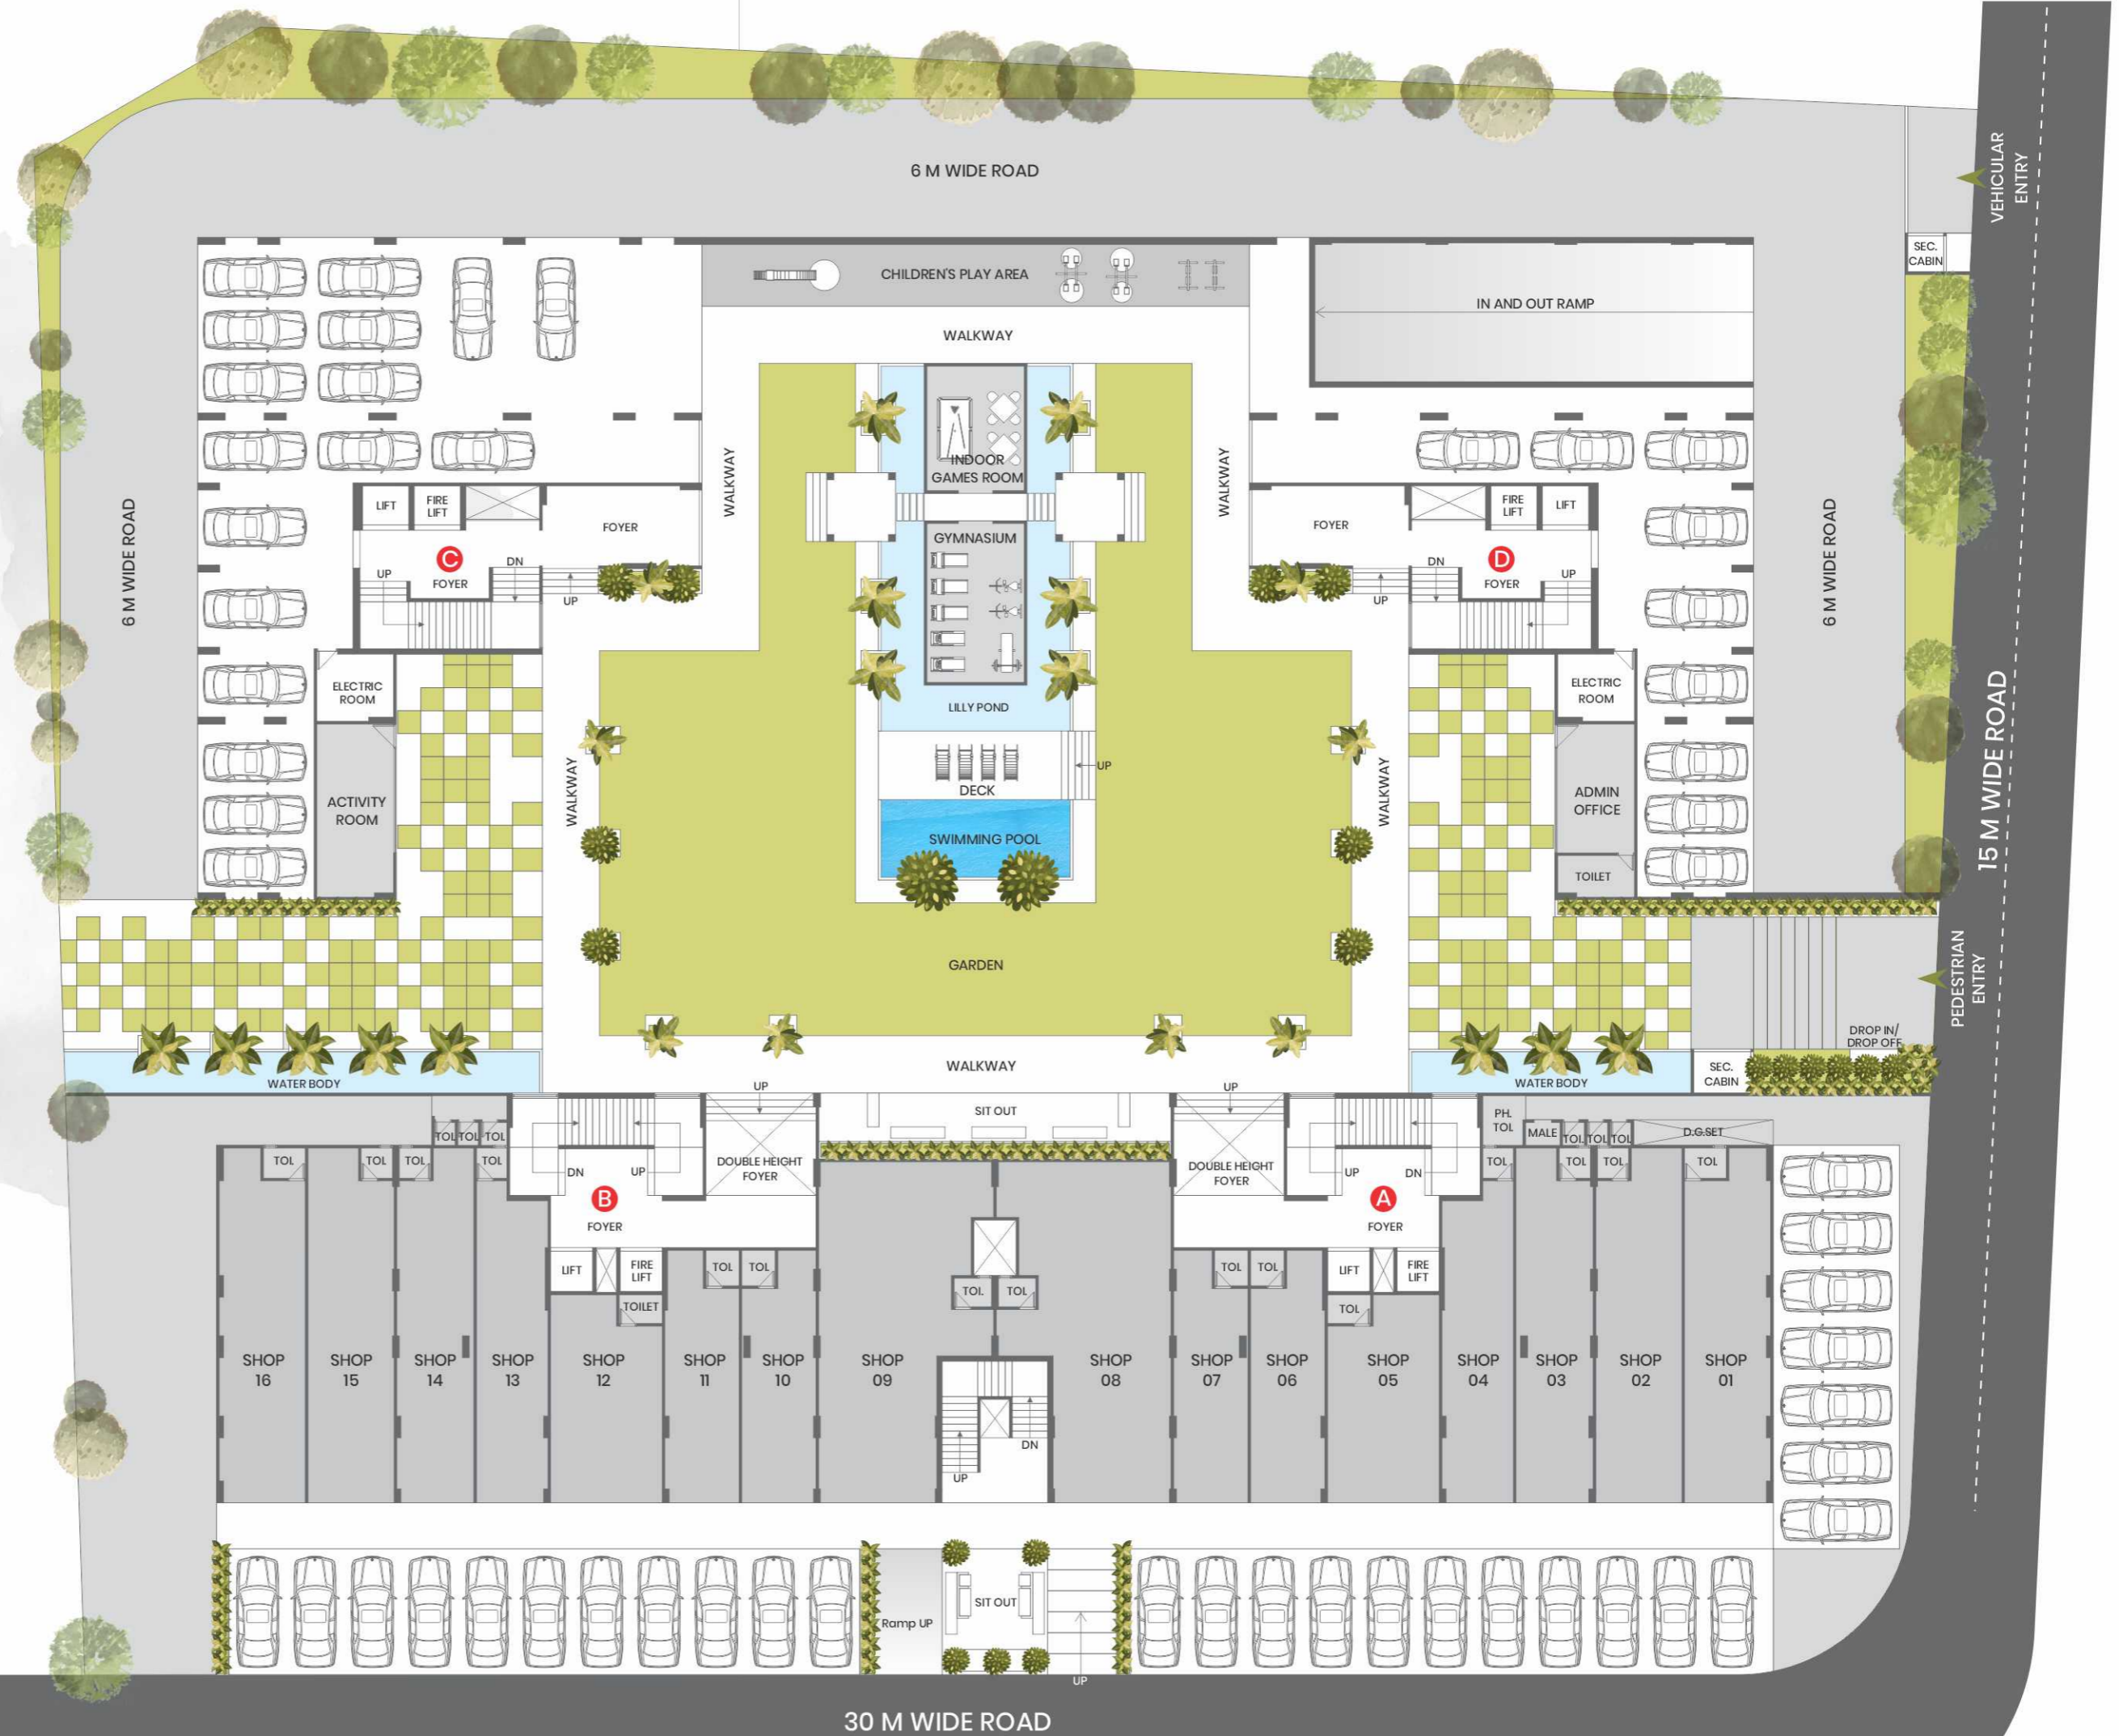 6 M WIDE ROAD
VEHICULAR
ENTRY
SEC.
CABIN
CHILDREN'S PLAY AREA
IN AND OUT RAMP
WALKWAY
INDOOR
GAMES ROOM
WALKWAY
WALKWAY
6 M WIDE ROAD
6 M WIDE ROAD
LIFT
FIRE
LIFT
FOYER
C
FOYER
UP
DN
UP
GYMNASIUM
FOYER
FIRE
LIFT
LIFT
D
FOYER
DN
UP
UP
ELECTRIC
ROOM
ACTIVITY
ROOM
WALKWAY
LILLY POND
DECK
UP
SWIMMING POOL
GARDEN
WALKWAY
ELECTRIC
ROOM
ADMIN
OFFICE
TOILET
15 M WIDE ROAD
PEDESTRIAN
ENTRY
DROP IN/
DROP OFF
WATER BODY
WALKWAY
WATER BODY
SEC.
CABIN
UP
SIT OUT
UP
TOL
TOL
TOL
PH.
TOL
MALE
TOL
TOL
TOL
D.G.SET
TOL
TOL
TOL
TOL
DN
UP
DOUBLE HEIGHT
FOYER
B
FOYER
DOUBLE HEIGHT
FOYER
UP
DN
A
FOYER
TOL
TOL
TOL
TOL
LIFT
FIRE
LIFT
TOILET
TOL
TOL
TOL
TOL
TOL
TOL
LIFT
FIRE
LIFT
TOL
SHOP
16
SHOP
15
SHOP
14
SHOP
13
SHOP
12
SHOP
11
SHOP
10
SHOP
09
SHOP
08
SHOP
07
SHOP
06
SHOP
05
SHOP
04
SHOP
03
SHOP
02
SHOP
01
DN
UP
Ramp UP
SIT OUT
UP
30 M WIDE ROAD